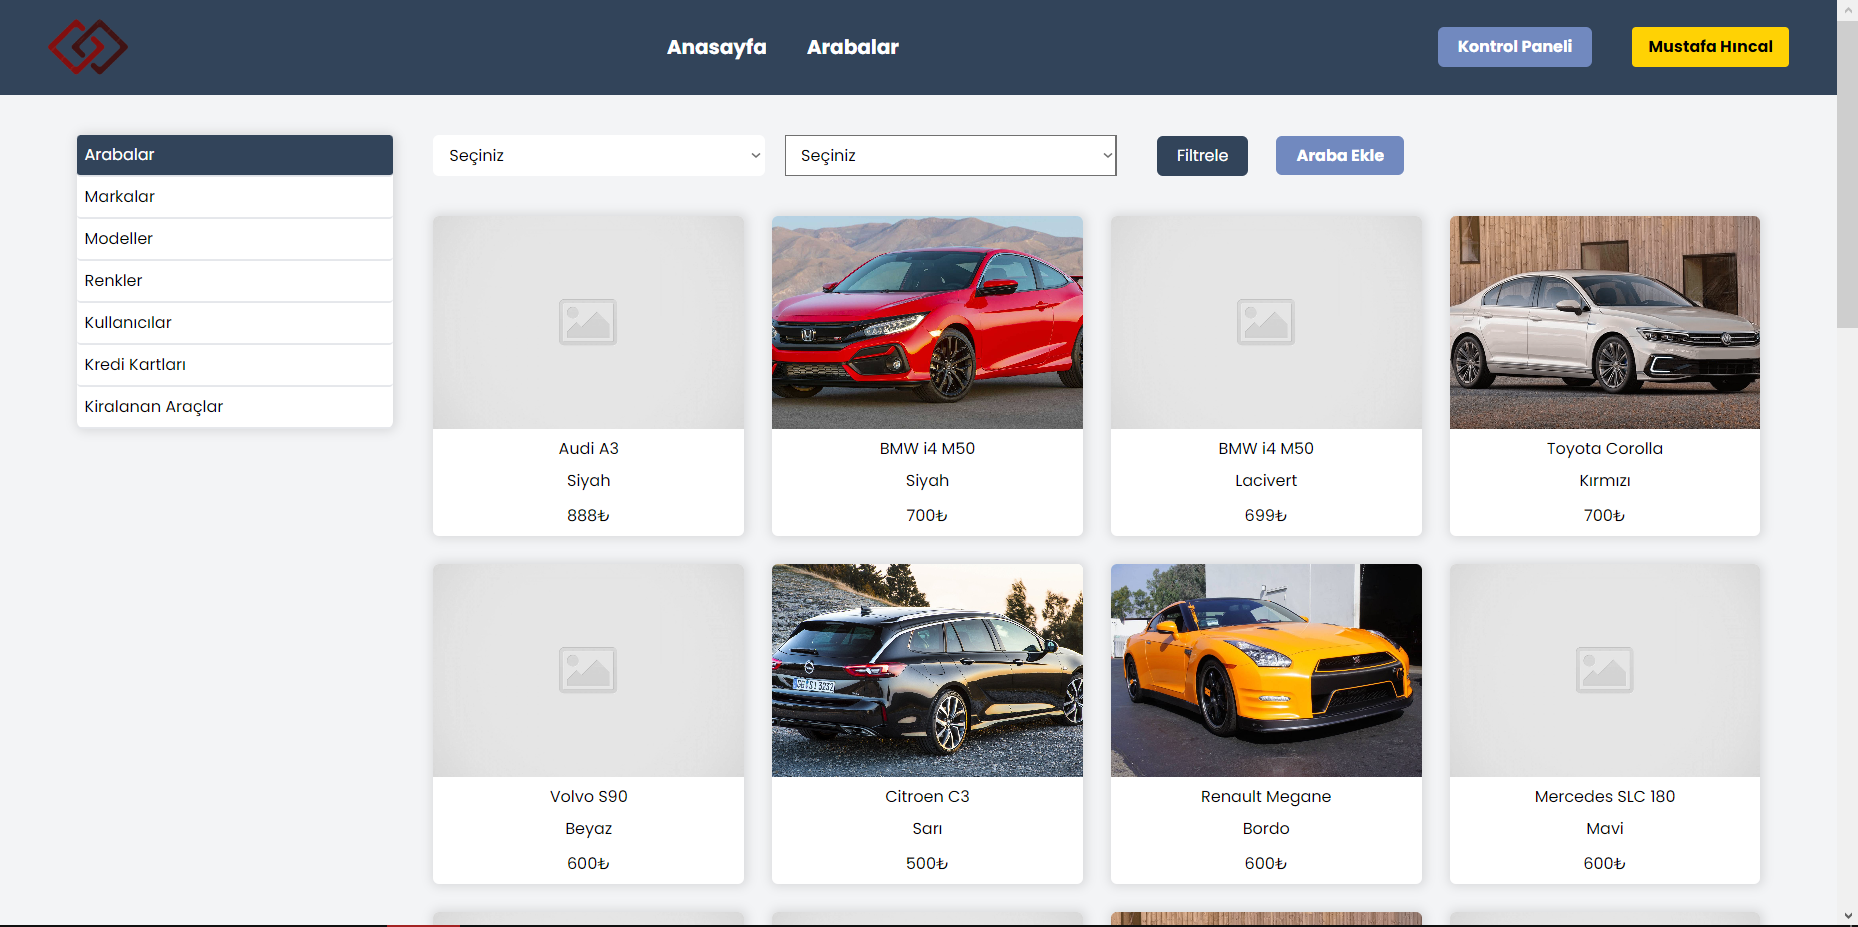 Anasayfa Arabalar Kontrol Paneli Mustafa Hıncal
Arabalar
Markalar
Modeller
Renkler
Kullanıcılar
Kredi Kartları
Kiralanan Araçlar
Seçiniz Seçiniz Filtrele Araba Ekle
Audi A3
Siyah
888₺
BMW i4 M50
Siyah
700₺
BMW i4 M50
Lacivert
699₺
Toyota Corolla
Kırmızı
700₺
Volvo S90
Beyaz
600₺
Citroen C3
Sarı
500₺
Renault Megane
Bordo
600₺
Mercedes SLC 180
Mavi
600₺